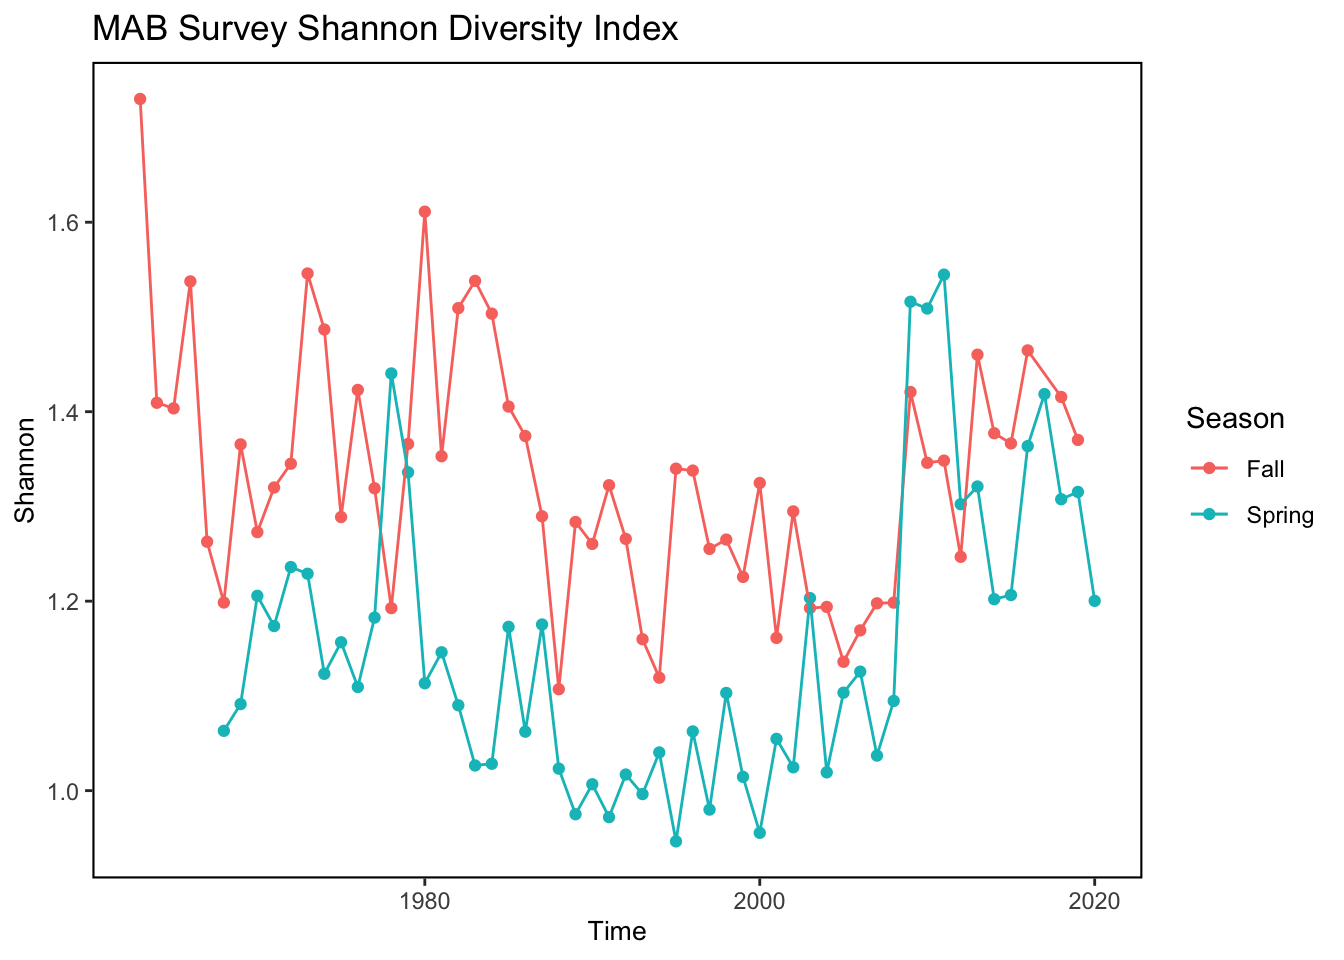 MAB Survey Shannon Diversity Index
Shannon
1.6
1.4
1.2
1.0
1980
2000
2020
Time
Season
Fall
Spring